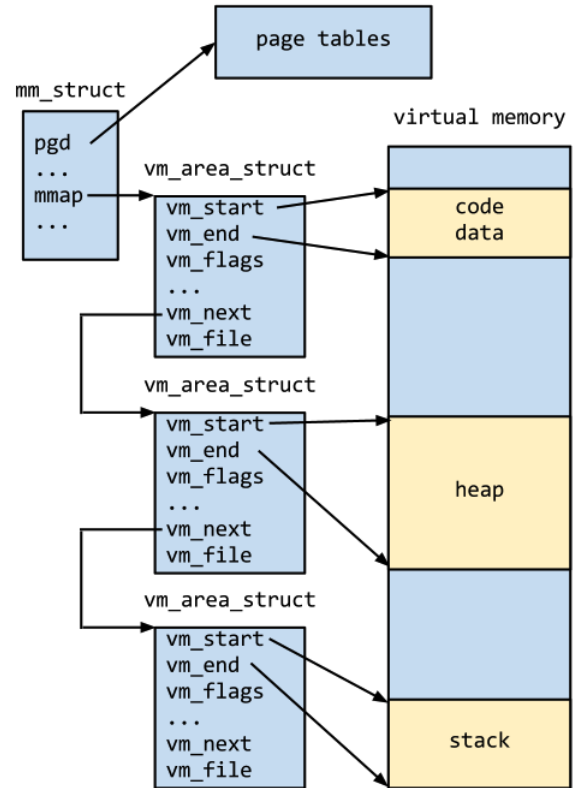 page tables
mm_struct
pgd
...
mmap
...
virtual memory
vm_area_struct
vm_start
vm_end
vm_flags
...
vm_next
vm_file
code
data
vm_area_struct
vm_start
vm_end
vm_flags
...
vm_next
vm_file
heap
vm_area_struct
vm_start
vm_end
vm_flags
...
vm_next
vm_file
stack